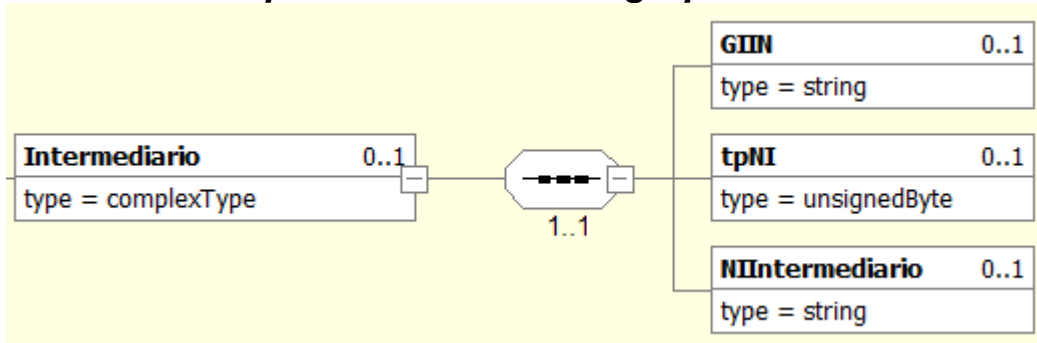 GIIN 0..1
type = string
Intermediario 0..1
type = complexType
1..1
tpNI 0..1
type = unsignedByte
NIIntermediario 0..1
type = string